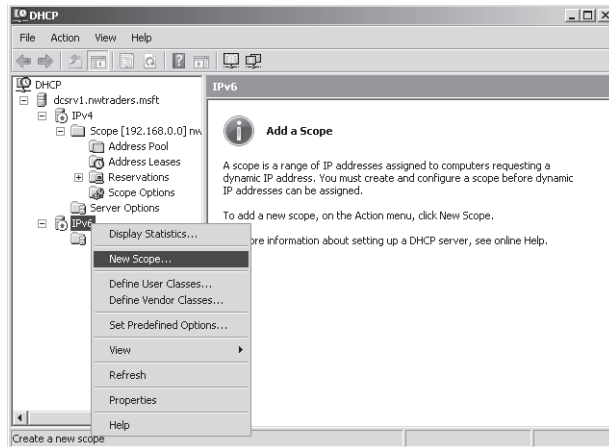 DHCP
File Action View Help
DHCP
dcsrv1.nwtraders.msft
IPv4
Scope [192.168.0.0] nw
Address Pool
Address Leases
Reservations
Scope Options
Server Options
IPv6
Display Statistics...
New Scope...
Define User Classes...
Define Vendor Classes...
Set Predefined Options...
View
Refresh
Properties
Help
IPv6
Add a Scope
A scope is a range of IP addresses assigned to computers requesting a
dynamic IP address. You must create and configure a scope before dynamic
IP addresses can be assigned.
To add a new scope, on the Action menu, click New Scope.
ore information about setting up a DHCP server, see online Help.
Create a new scope